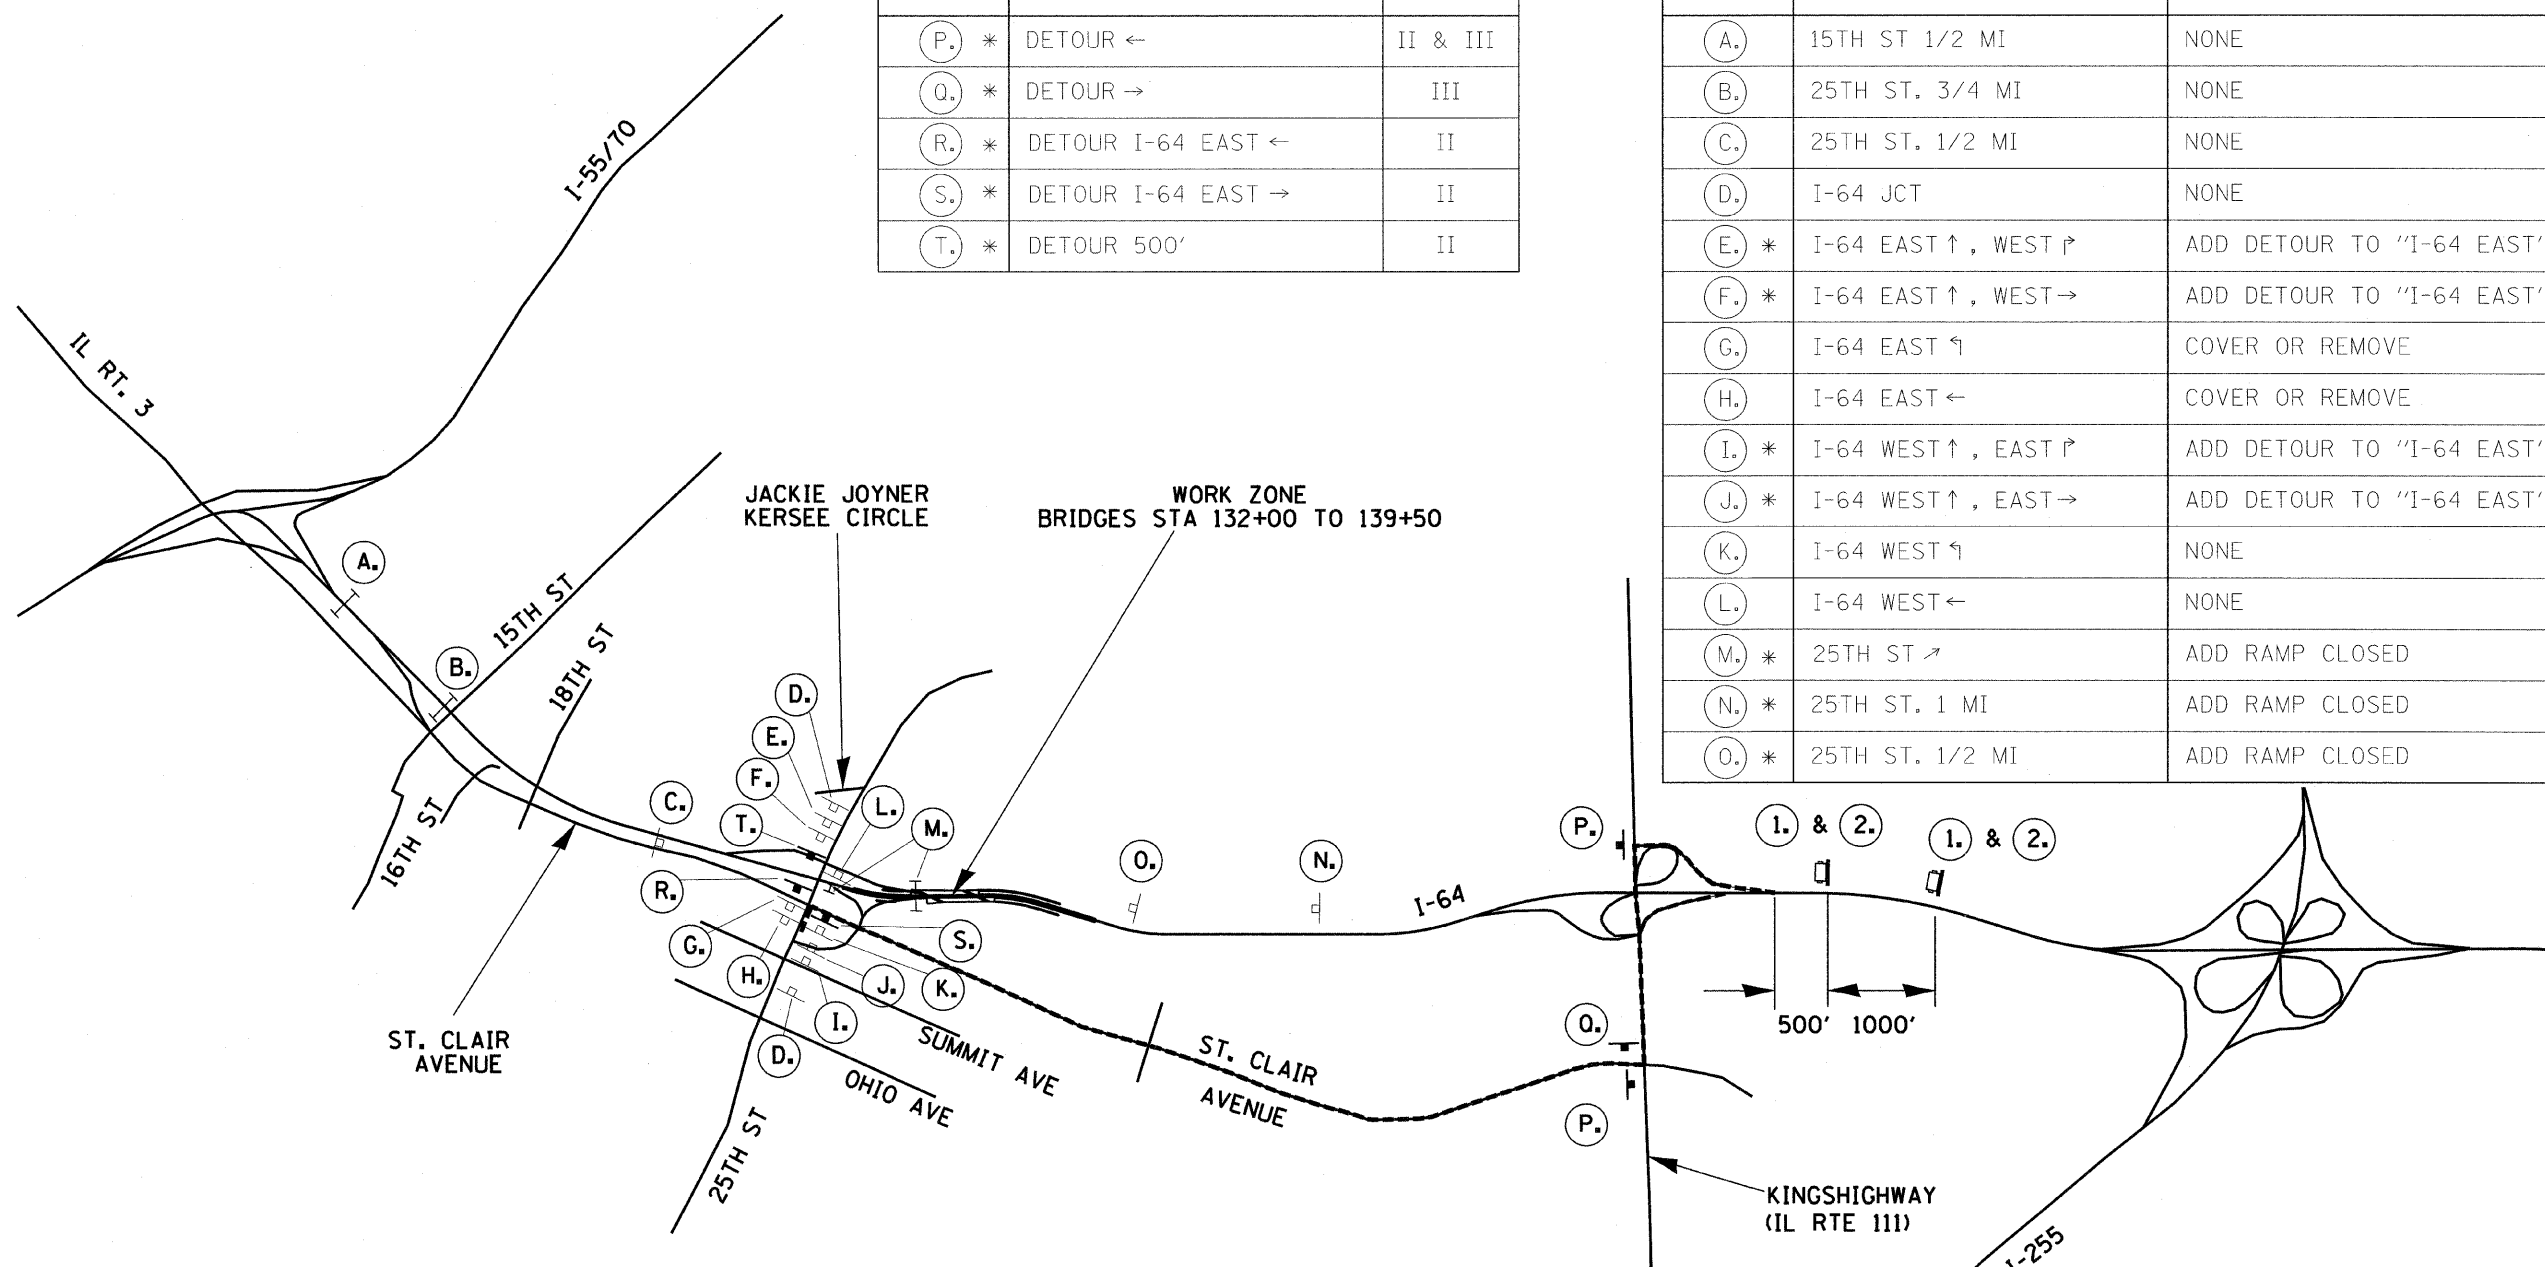 P. * DETOUR ← II & III
Q. * DETOUR → III
R. * DETOUR I-64 EAST ← II
S. * DETOUR I-64 EAST → II
T. * DETOUR 500' II
A. 15TH ST 1/2 MI NONE
B. 25TH ST. 3/4 MI NONE
C. 25TH ST. 1/2 MI NONE
D. I-64 JCT NONE
E. * I-64 EAST ↑ , WEST ↱ ADD DETOUR TO "I-64 EAST"
F. * I-64 EAST ↑ , WEST → ADD DETOUR TO "I-64 EAST"
G. I-64 EAST ↰ COVER OR REMOVE
H. I-64 EAST ← COVER OR REMOVE
I. * I-64 WEST ↑ , EAST ↱ ADD DETOUR TO "I-64 EAST"
J. * I-64 WEST ↑ , EAST → ADD DETOUR TO "I-64 EAST"
K. I-64 WEST ↰ NONE
L. I-64 WEST ← NONE
M. * 25TH ST ↗ ADD RAMP CLOSED
N. * 25TH ST. 1 MI ADD RAMP CLOSED
O. * 25TH ST. 1/2 MI ADD RAMP CLOSED
I-55/70
IL RT. 3
JACKIE JOYNER
KERSEE CIRCLE
WORK ZONE
BRIDGES STA 132+00 TO 139+50
A.
15TH ST
18TH ST
B.
D.
E.
F.
C.
T.
L.
M.
O.
N.
P.
1. & 2.
1. & 2.
16TH ST
R.
I-64
G.
S.
H.
J.
K.
I.
D.
Q.
500' 1000'
ST. CLAIR
AVENUE
SUMMIT AVE
OHIO AVE
ST. CLAIR
AVENUE
P.
25TH ST
KINGSHIGHWAY
(IL RTE 111)
I-255